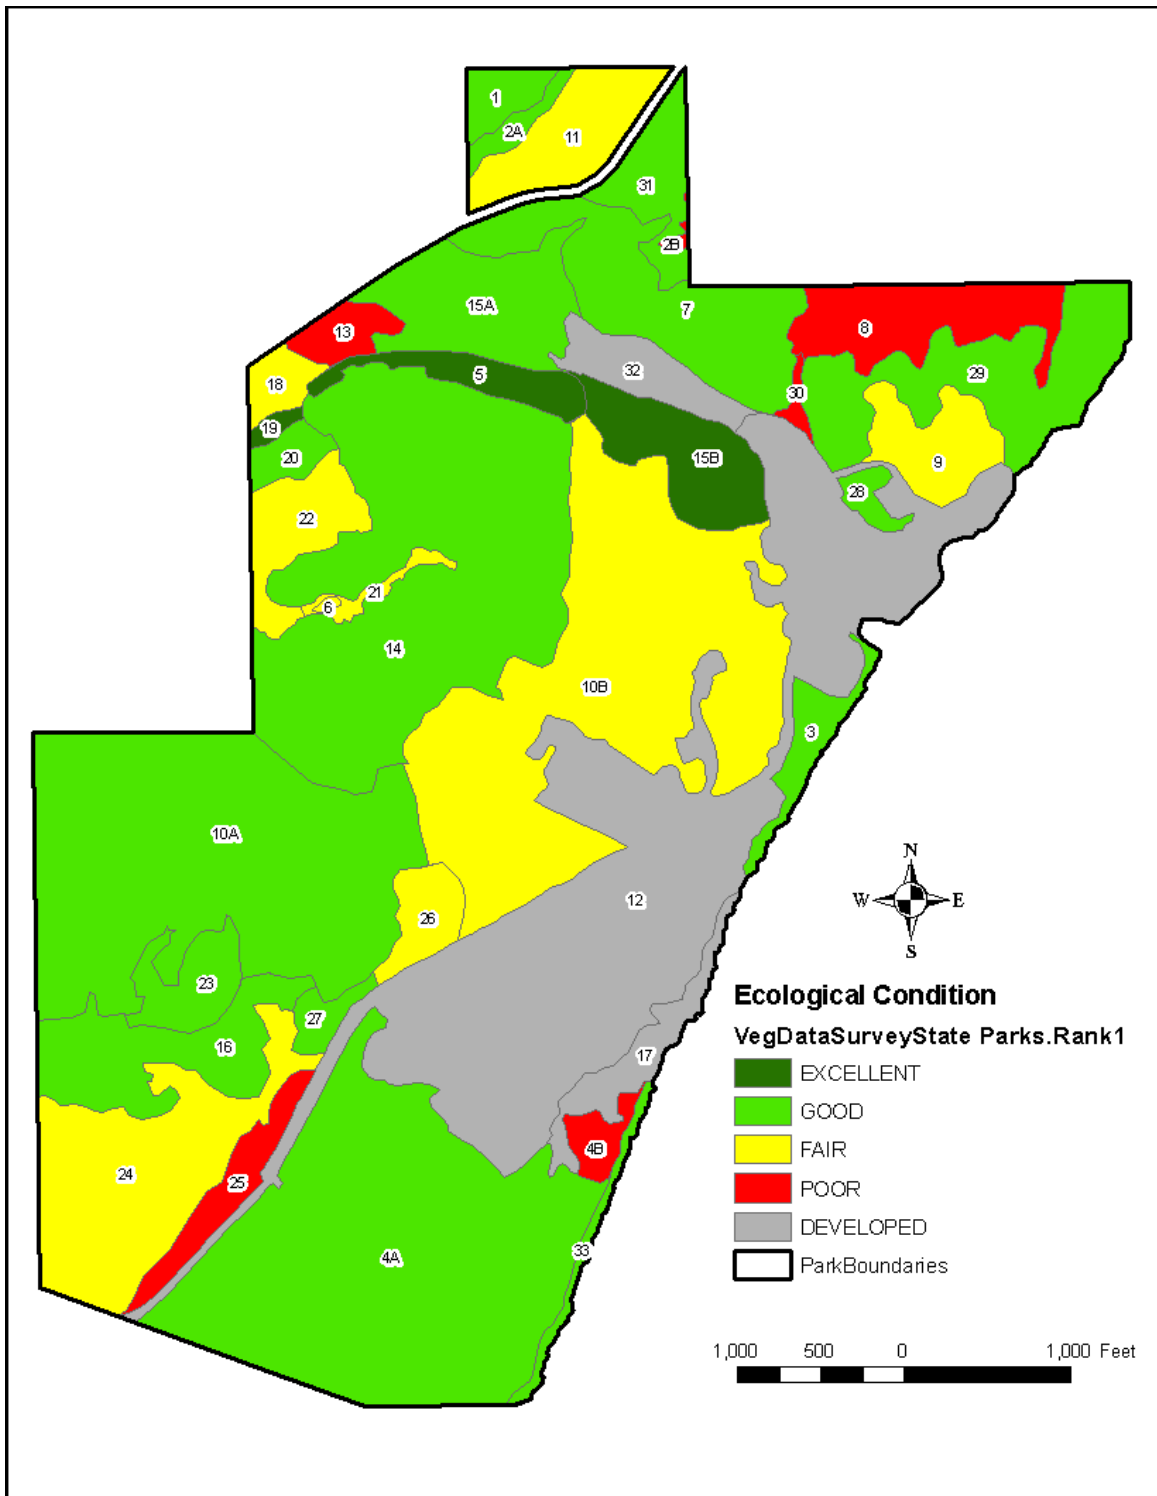 1
2A
11
31
2B
15A
7
13
8
32
5
29
18
30
19
15B
20
9
28
22
21
6
14
10B
3
10A
N
W E
S
12
26
23
27
16
17
4B
24
25
4A
33
Ecological Condition
VegDataSurveyState Parks.Rank1
EXCELLENT
GOOD
FAIR
POOR
DEVELOPED
ParkBoundaries
1,000 500 0 1,000 Feet